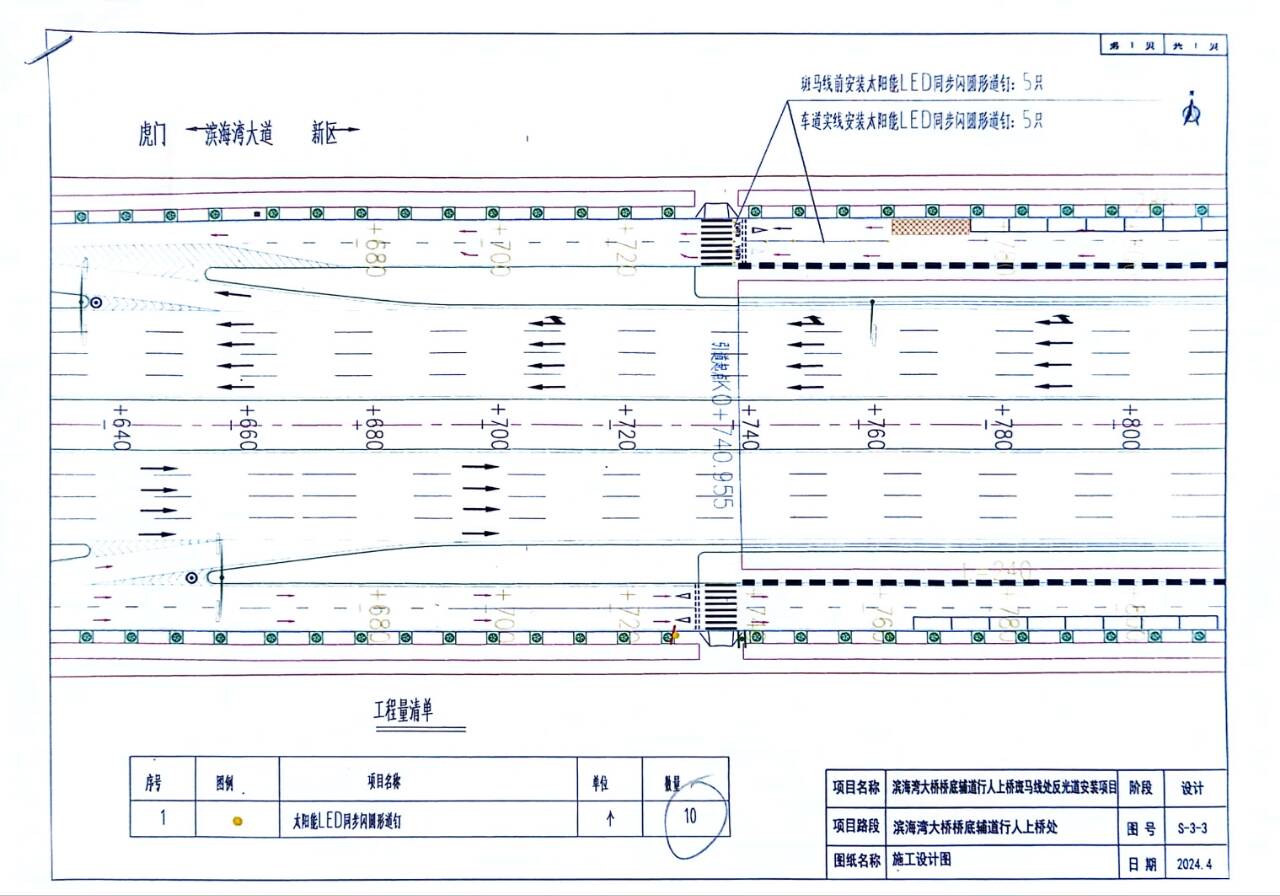 第 1 页 共 1 页
斑马线前安装太阳能LED同步闪圆形道钉：5只
车道实线安装太阳能LED同步闪圆形道钉：5只
虎门 滨海湾大道 新区
+680 +700 +720
引道起点K0+740.955
+640 +660 +680 +700 +720 +740 +760 +780 +800
+680 +700 +720 +760 +780
工程量清单
序号 图例 项目名称 单位 数量
1 太阳能LED同步闪圆形道钉 个 10
项目名称 滨海湾大桥桥底辅道行人上桥斑马线处反光道安装项目 阶段 设计
项目路段 滨海湾大桥桥底辅道行人上桥处 图号 S-3-3
图纸名称 施工设计图 日期 2024.4